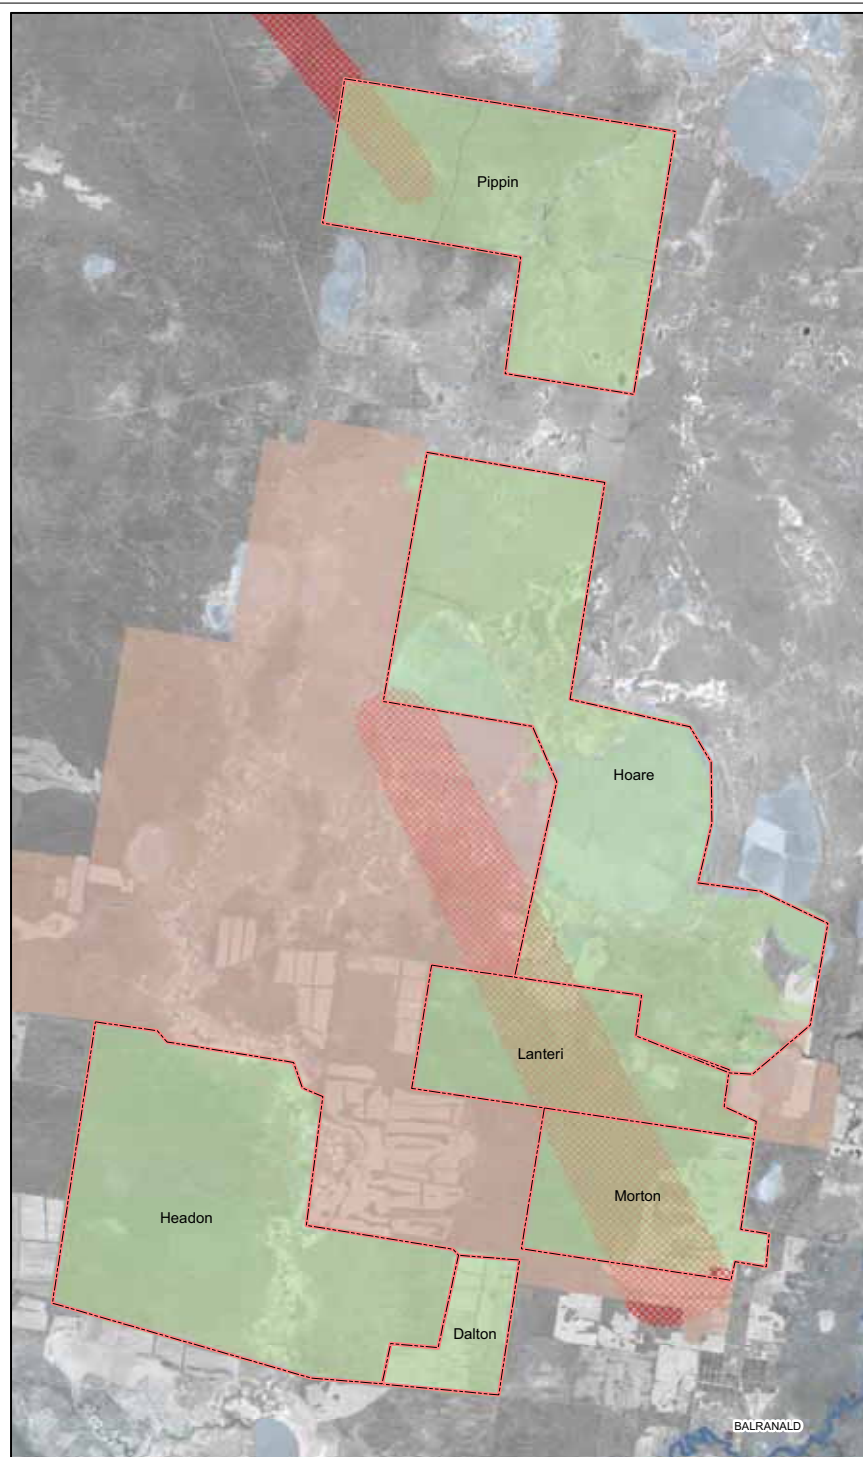 Pippin
Hoare
Lanteri
Morton
Headon
Dalton
BALRANALD